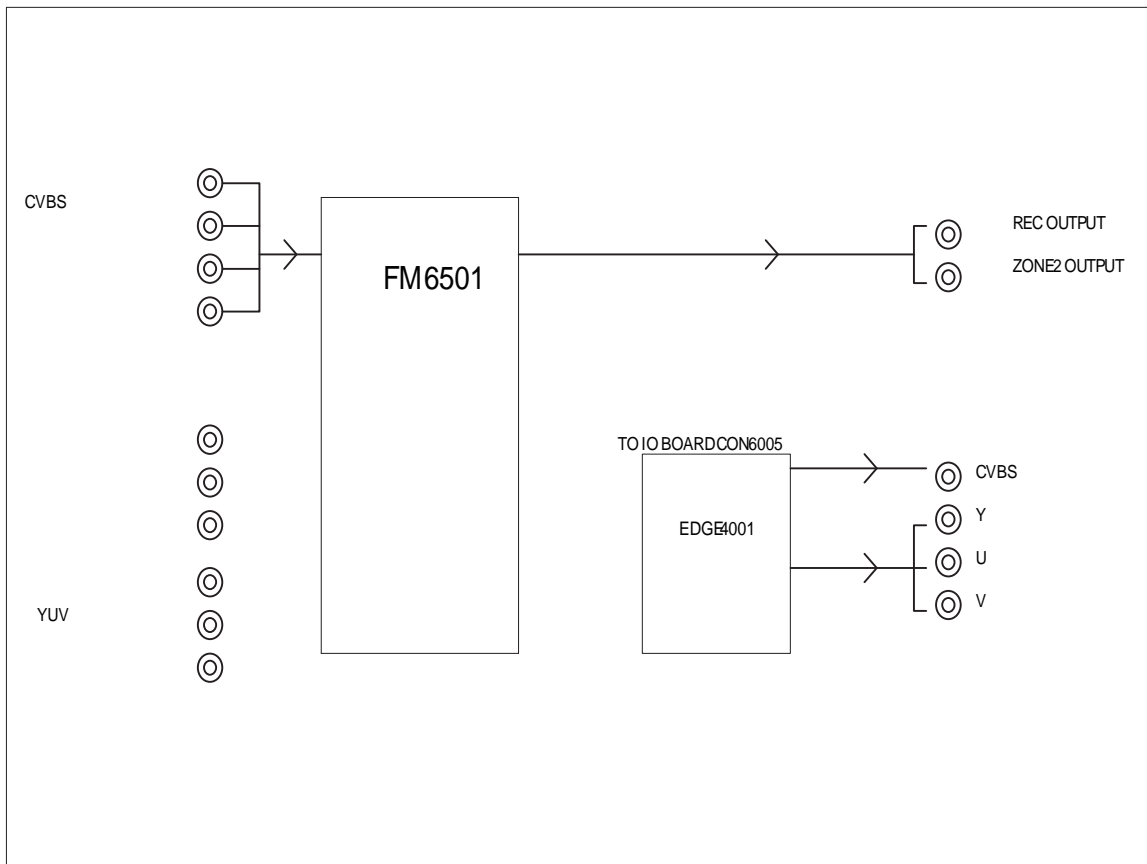 CVBS
FM6501
REC OUTPUT
ZONE2 OUTPUT
TO IO BOARD CON6005
EDGE4001
CVBS
Y
U
V
YUV